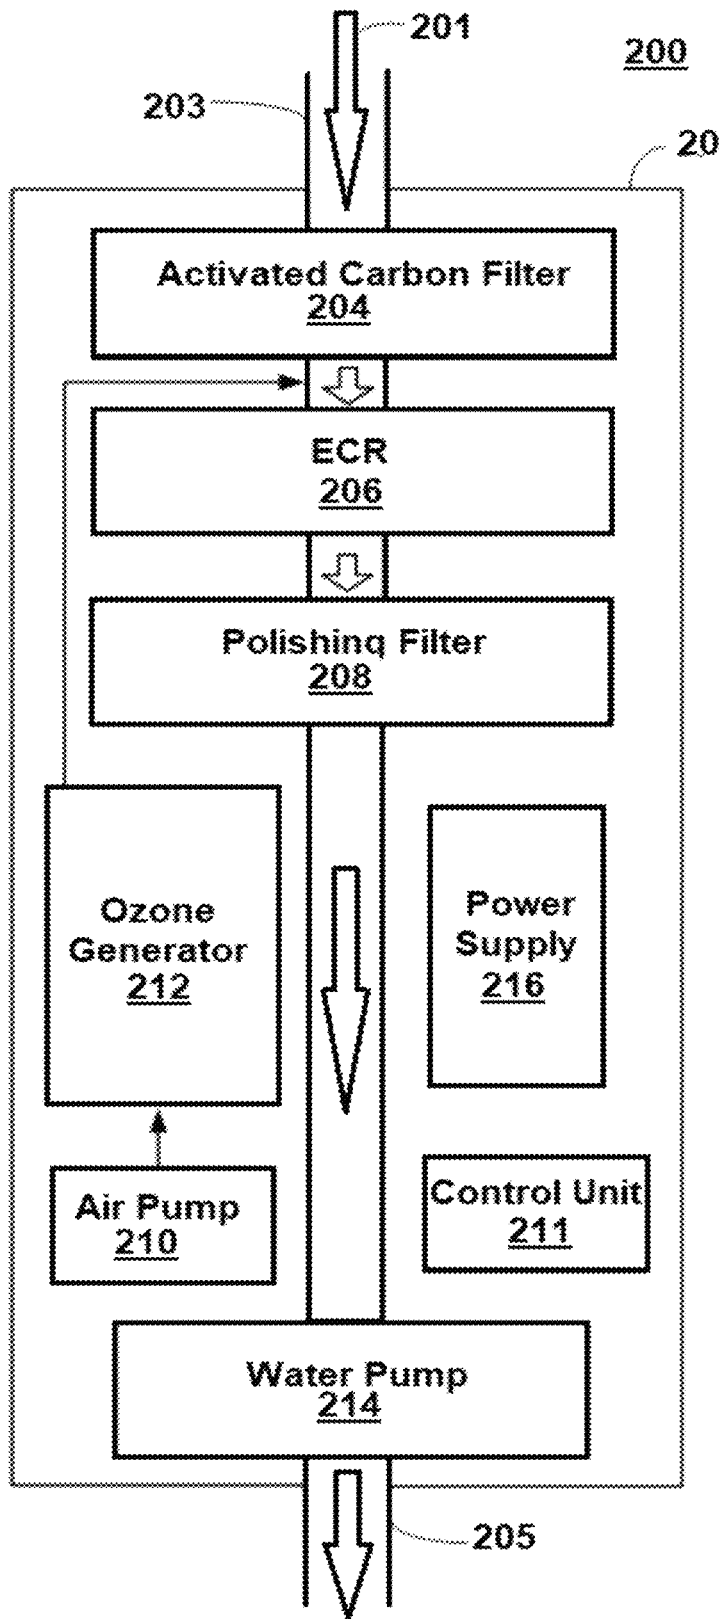 201
200
203
20
Activated Carbon Filter
204
ECR
206
Polishinq Filter
208
Ozone
Generator
212
Power
Supply
216
Air Pump
210
Control Unit
211
Water Pump
214
205